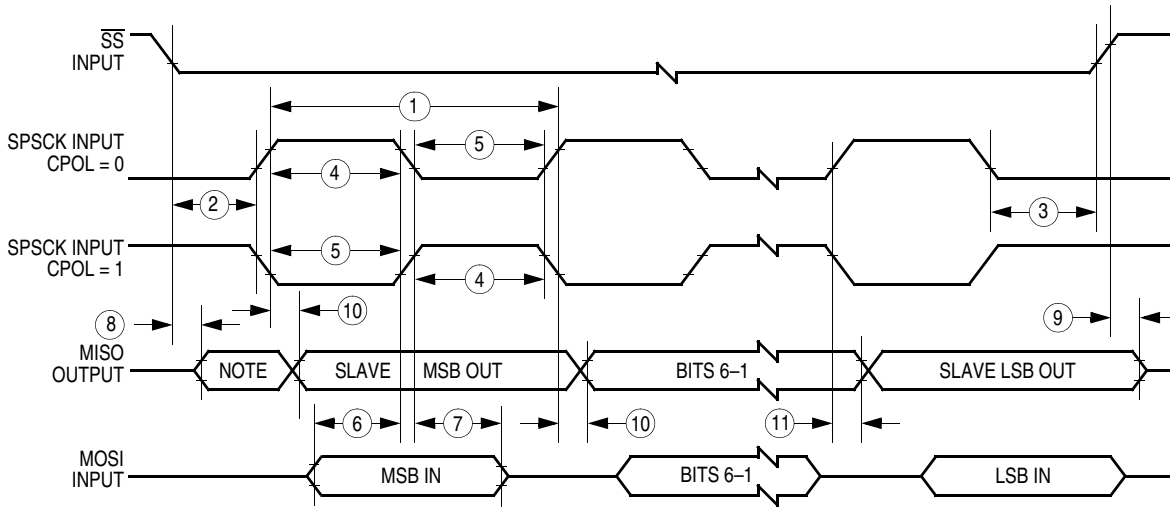 SS
INPUT
1
SPSCK INPUT
CPOL = 0
5
4
2
3
SPSCK INPUT
CPOL = 1
5
4
8
10
9
MISO
OUTPUT
NOTE
SLAVE
MSB OUT
BITS 6–1
SLAVE LSB OUT
6
7
10
11
MOSI
INPUT
MSB IN
BITS 6–1
LSB IN